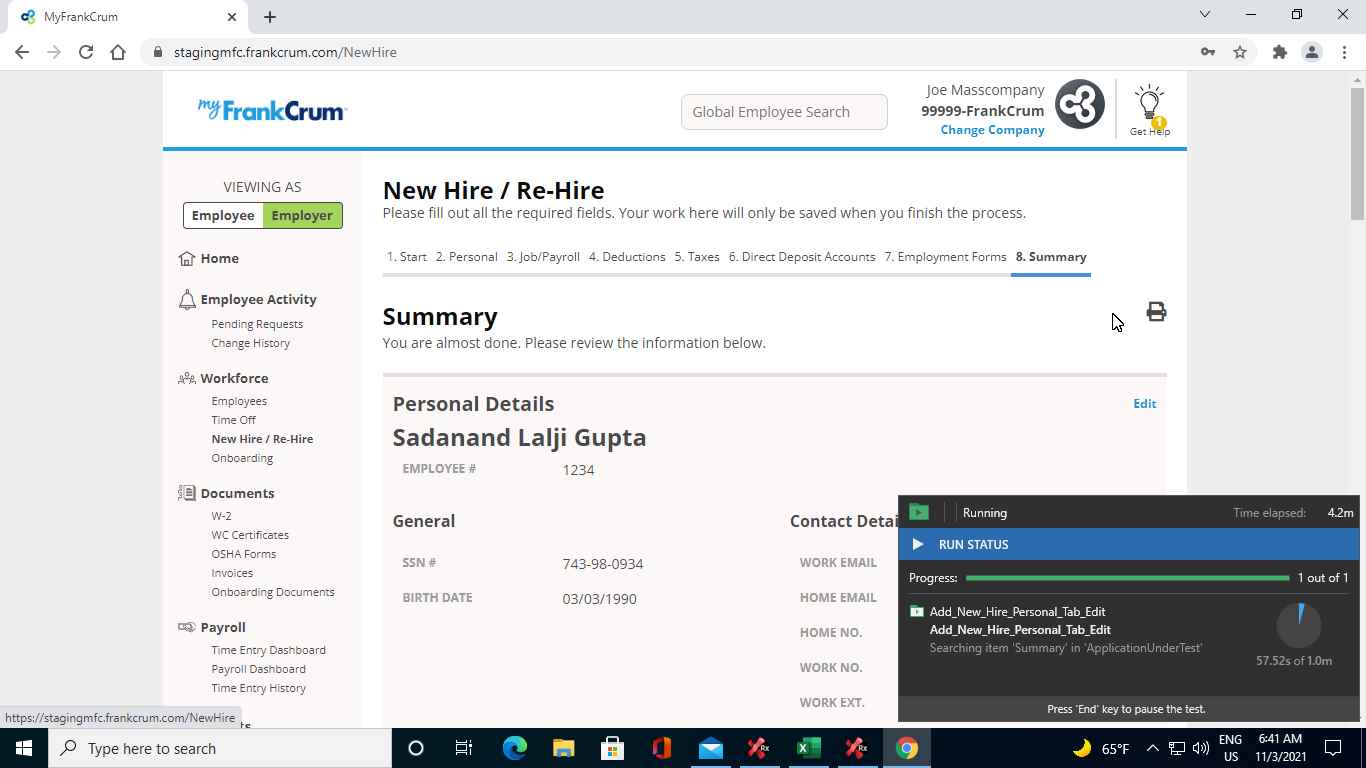 MyFrankCrum
stagingmfc.frankcrum.com/NewHire
my FrankCrum
Global Employee Search
Joe Masscompany
99999-FrankCrum
Change Company
1
Get Help
VIEWING AS
Employee Employer
Home
Employee Activity
Pending Requests
Change History
Workforce
Employees
Time Off
New Hire / Re-Hire
Onboarding
Documents
W-2
WC Certificates
OSHA Forms
Invoices
Onboarding Documents
Payroll
Time Entry Dashboard
Payroll Dashboard
Time Entry History
https://stagingmfc.frankcrum.com/NewHire
New Hire / Re-Hire
Please fill out all the required fields. Your work here will only be saved when you finish the process.
1. Start 2. Personal 3. Job/Payroll 4. Deductions 5. Taxes 6. Direct Deposit Accounts 7. Employment Forms 8. Summary
Summary
You are almost done. Please review the information below.
Personal Details Edit
Sadanand Lalji Gupta
EMPLOYEE # 1234
General
SSN # 743-98-0934
BIRTH DATE 03/03/1990
Contact Detai
WORK EMAIL
HOME EMAIL
HOME NO.
WORK NO.
WORK EXT.
Running Time elapsed: 4.2m
RUN STATUS
Progress: 1 out of 1
Add_New_Hire_Personal_Tab_Edit
Add_New_Hire_Personal_Tab_Edit
Searching item 'Summary' in 'ApplicationUnderTest'
57.52s of 1.0m
Press 'End' key to pause the test.
Type here to search
Rx
Rx
65°F
ENG
US
6:41 AM
11/3/2021